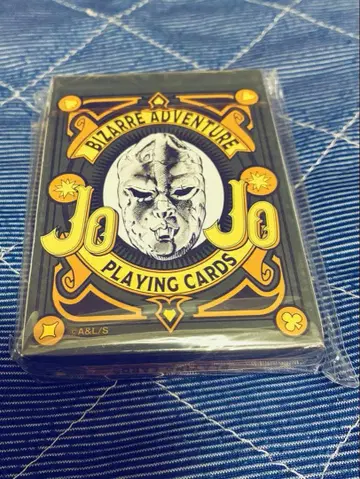 BIZARRE ADVENTURE
JoJo
PLAYING CARDS
©A&L/S